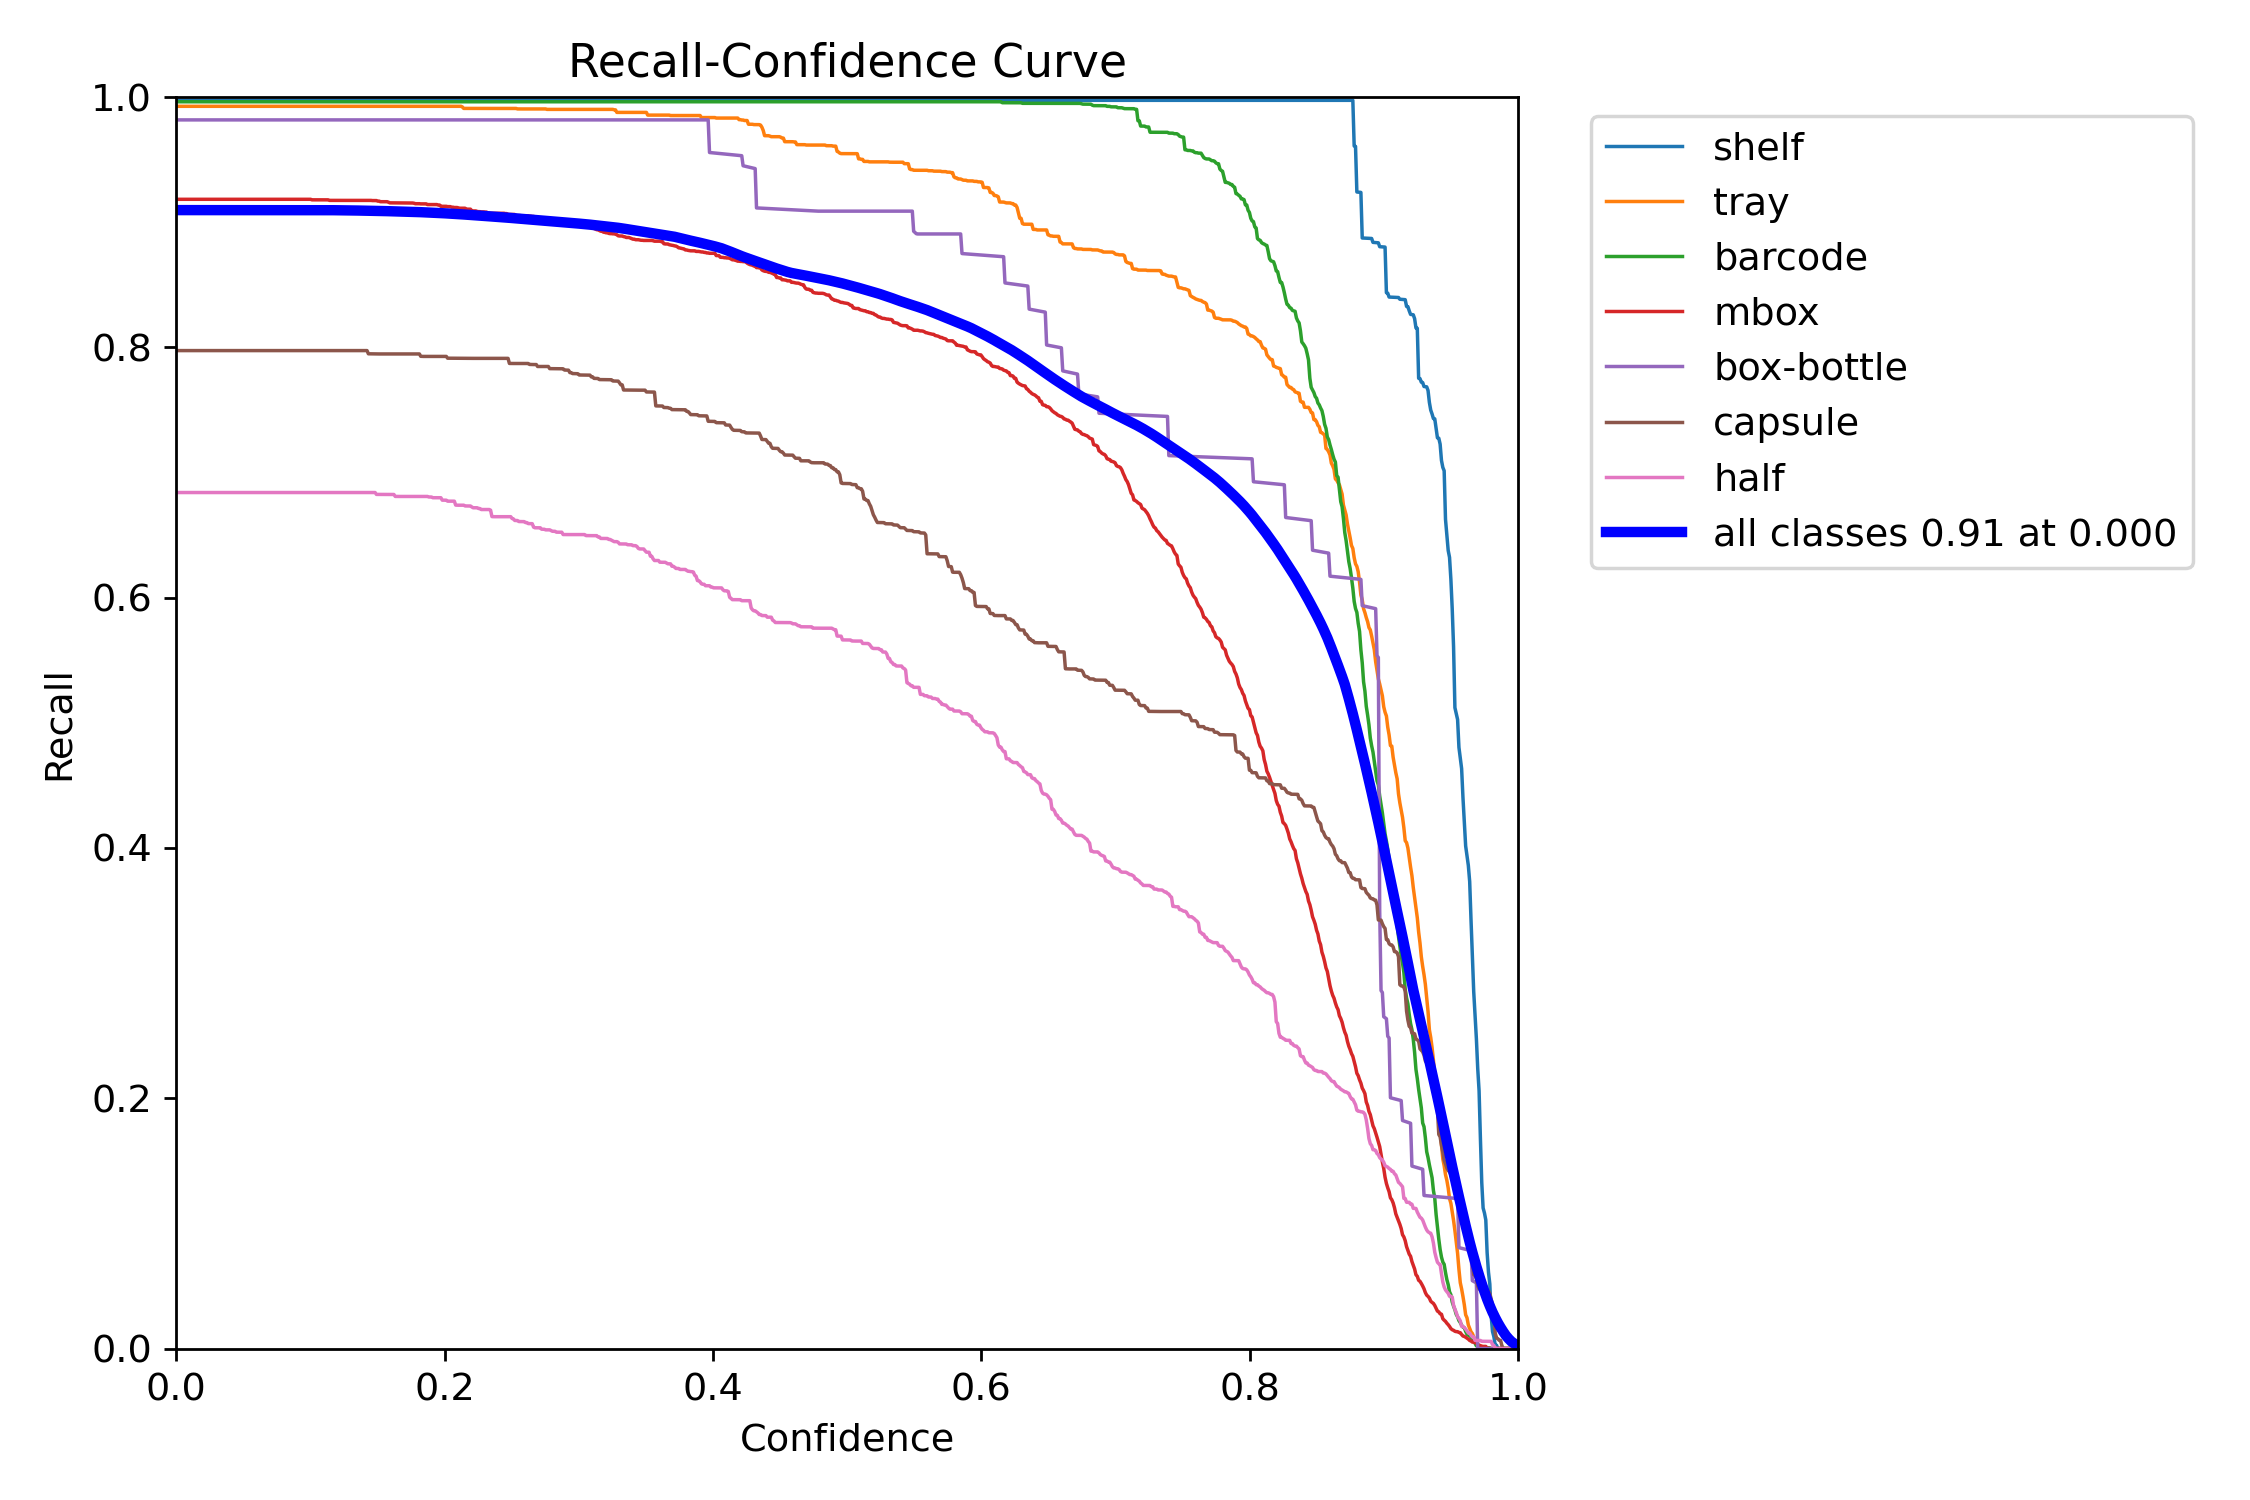 Recall-Confidence Curve
1.0
0.8
0.6
0.4
0.2
0.0
Recall
0.0 0.2 0.4 0.6 0.8 1.0
Confidence
shelf
tray
barcode
mbox
box-bottle
capsule
half
all classes 0.91 at 0.000